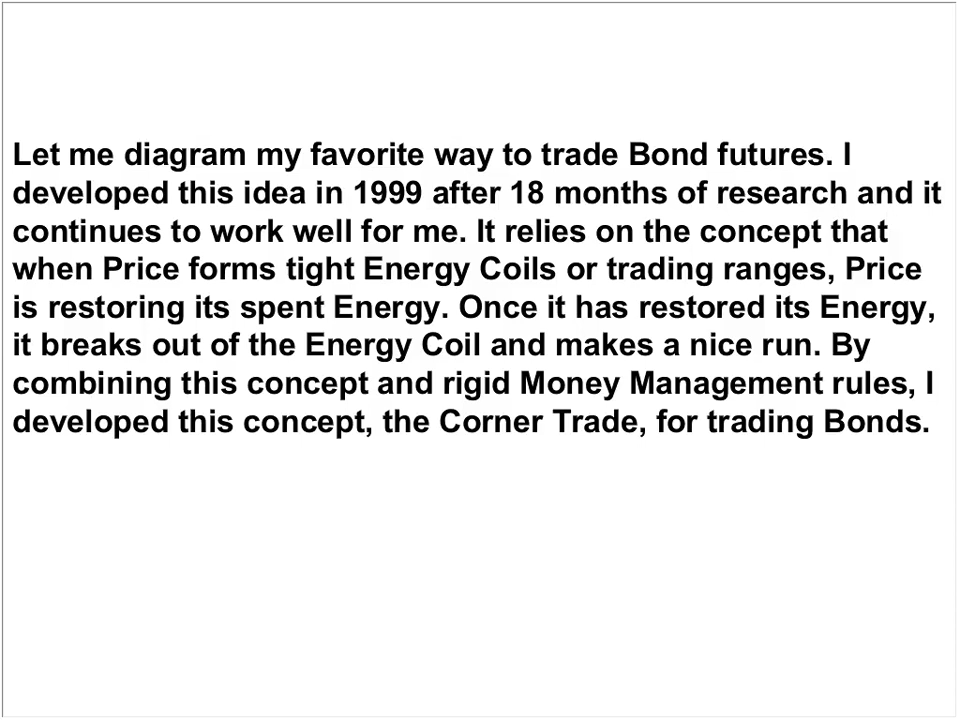 Let me diagram my favorite way to trade Bond futures. I
developed this idea in 1999 after 18 months of research and it
continues to work well for me. It relies on the concept that
when Price forms tight Energy Coils or trading ranges, Price
is restoring its spent Energy. Once it has restored its Energy,
it breaks out of the Energy Coil and makes a nice run. By
combining this concept and rigid Money Management rules, I
developed this concept, the Corner Trade, for trading Bonds.